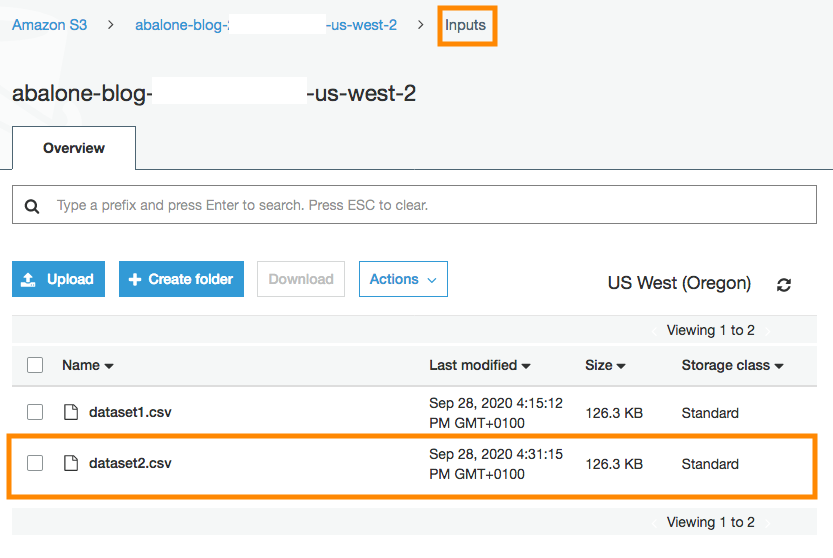 Amazon S3 > abalone-blog- -us-west-2 > Inputs
abalone-blog- -us-west-2
Overview
Type a prefix and press Enter to search. Press ESC to clear.
Upload Create folder Download Actions US West (Oregon)
Viewing 1 to 2
Name Last modified Size Storage class
dataset1.csv Sep 28, 2020 4:15:12 126.3 KB Standard
PM GMT+0100
dataset2.csv Sep 28, 2020 4:31:15 126.3 KB Standard
PM GMT+0100
Viewing 1 to 2